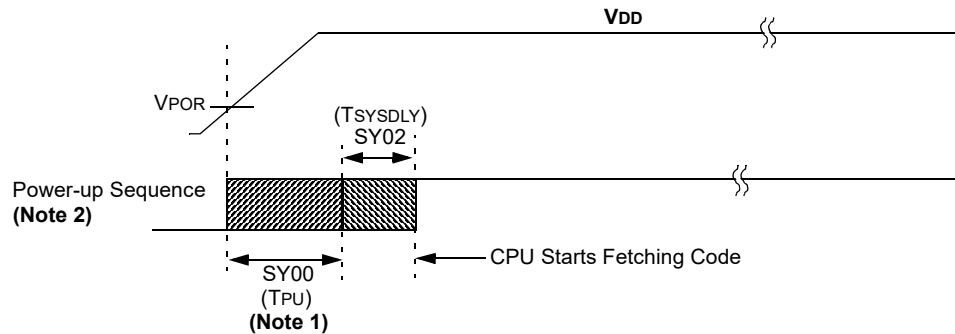 VDD
VPOR
(TSYSDLY)
SY02
Power-up Sequence
(Note 2)
CPU Starts Fetching Code
SY00
(TPU)
(Note 1)